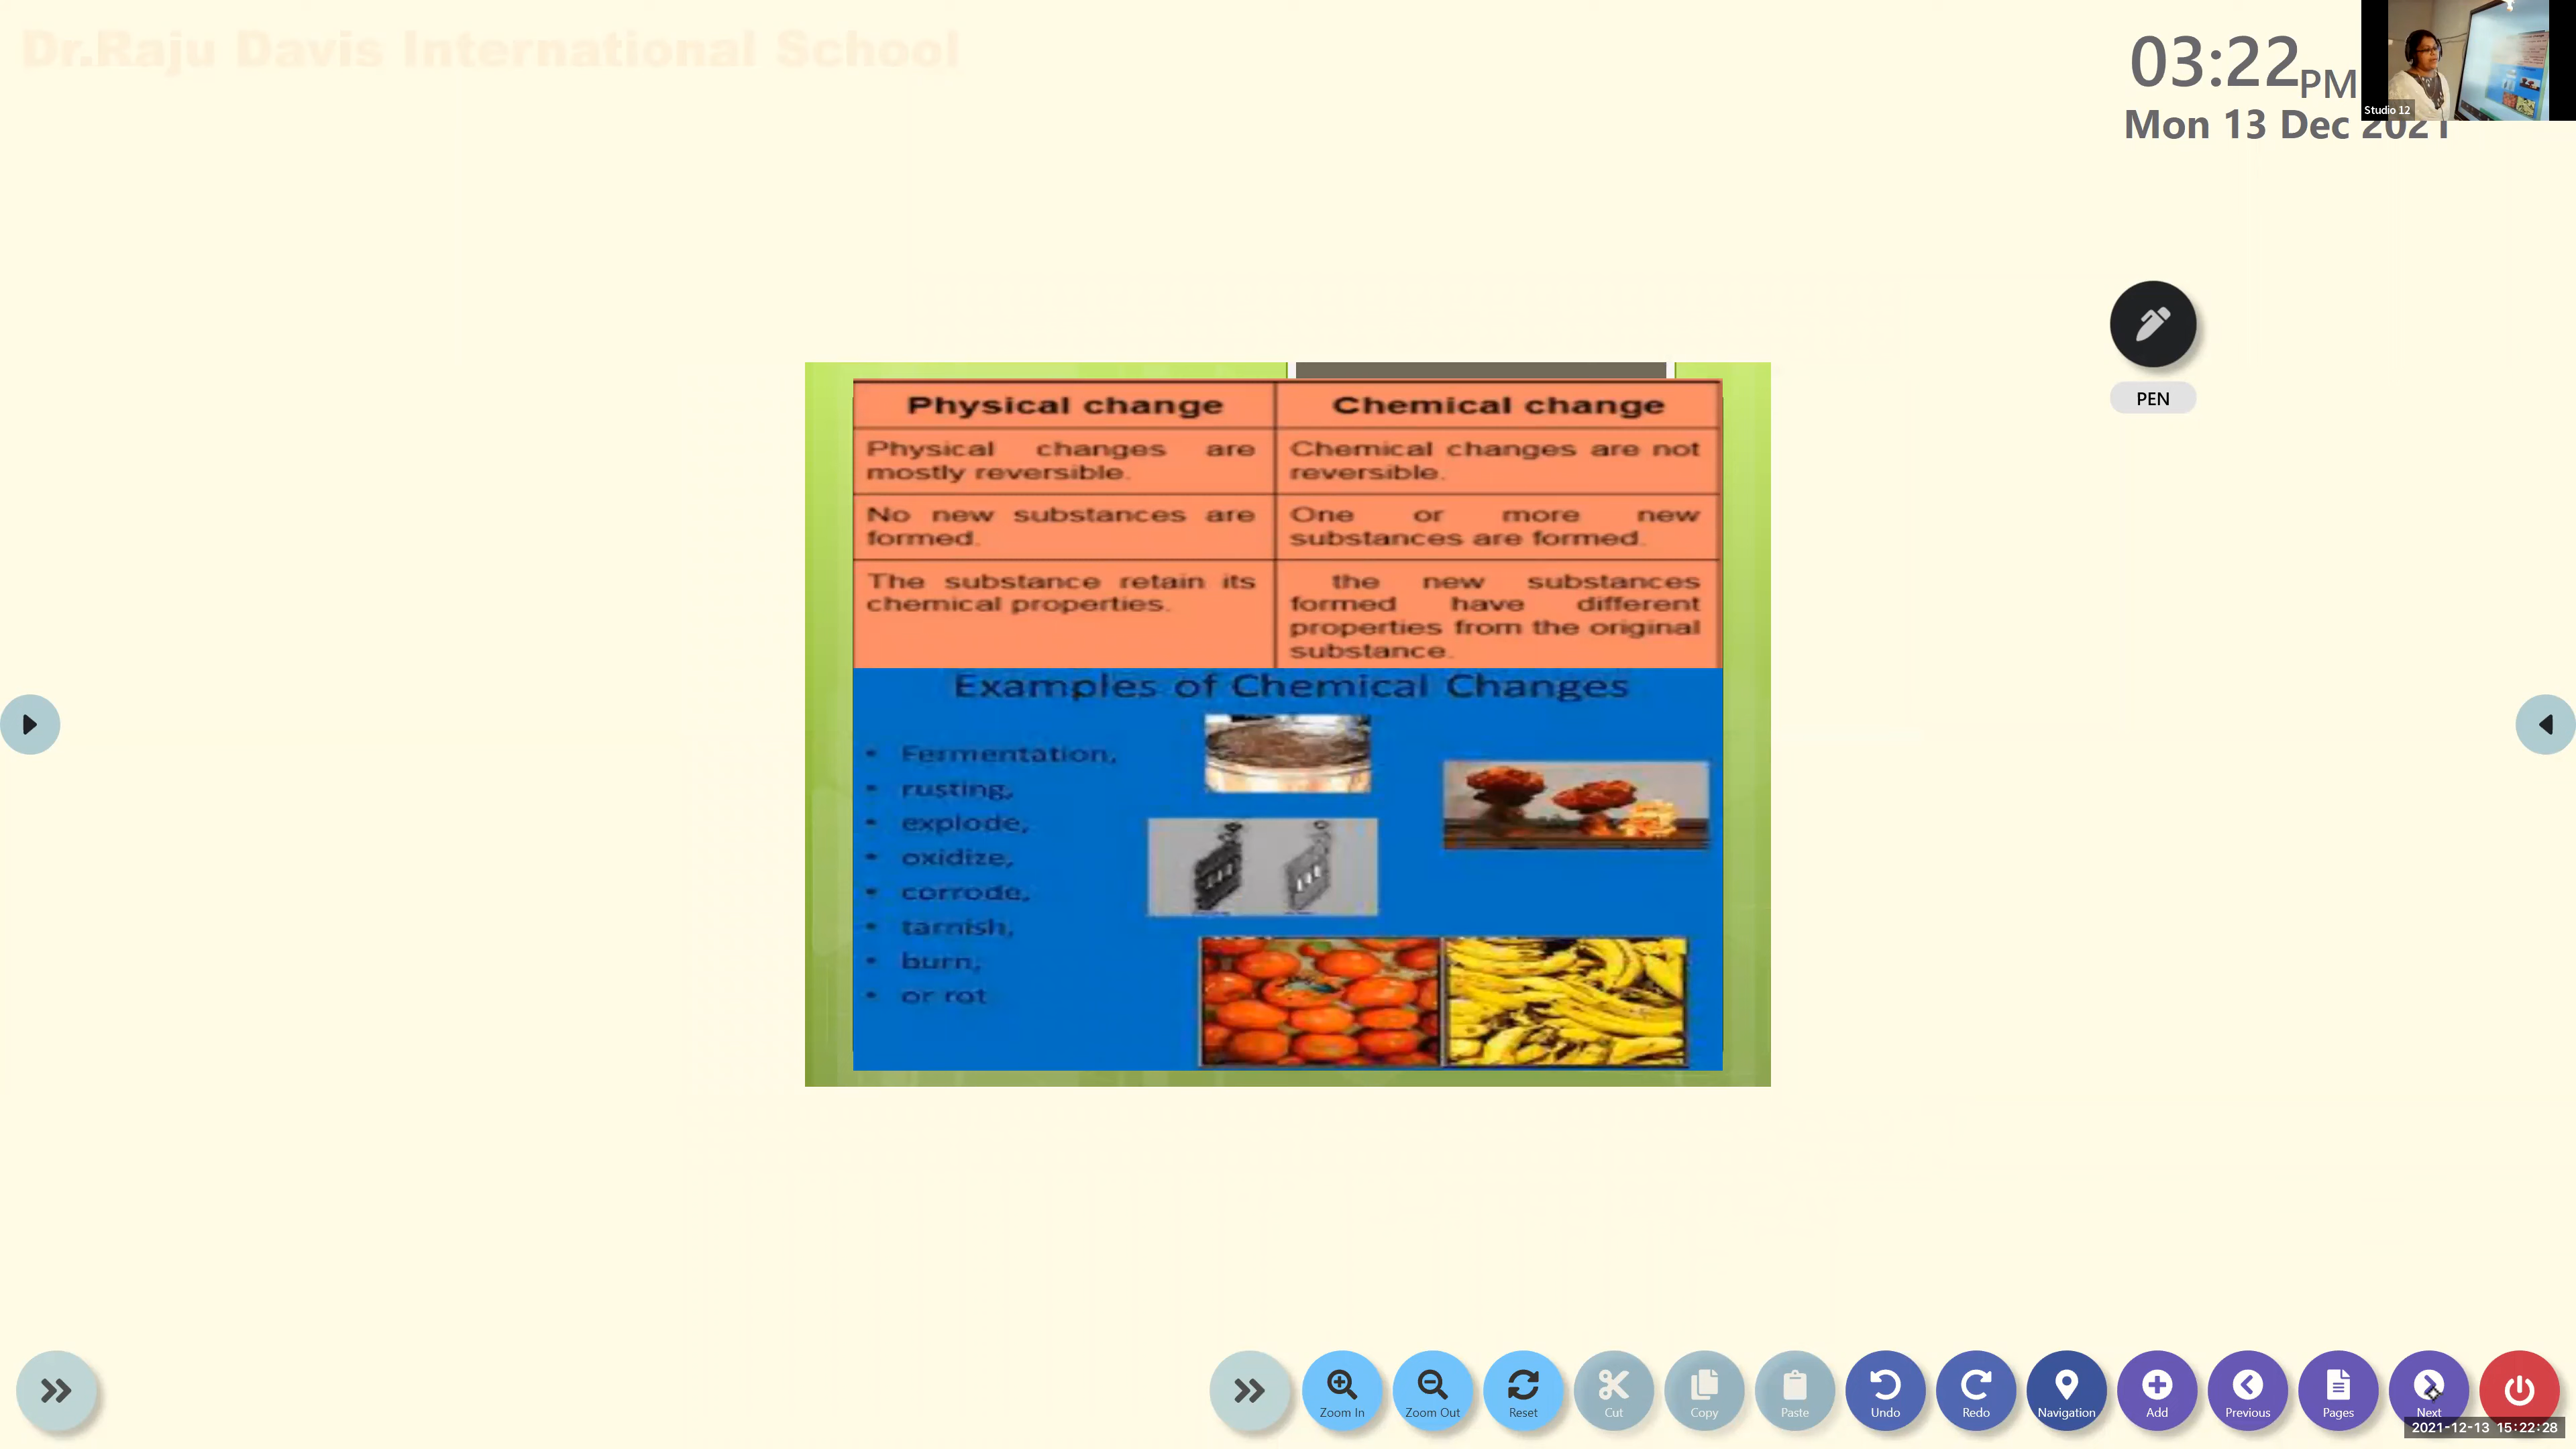 Dr.Raju Davis International School
03:22PM
Mon 13 Dec 2021
Studio 12
PEN
Physical change
Chemical change
Physical changes are
mostly reversible.
Chemical changes are not
reversible.
No new substances are
formed.
One or more new
substances are formed.
The substance retain its
chemical properties.
the new substances
formed have different
properties from the original
substance.
Examples of Chemical Changes
• Fermentation,
• rusting,
• explode,
• oxidize,
• corrode,
• tarnish,
• burn,
• or rot
Zoom In
Zoom Out
Reset
Cut
Copy
Paste
Undo
Redo
Navigation
Add
Previous
Pages
Next
2021-12-13 15:22:28